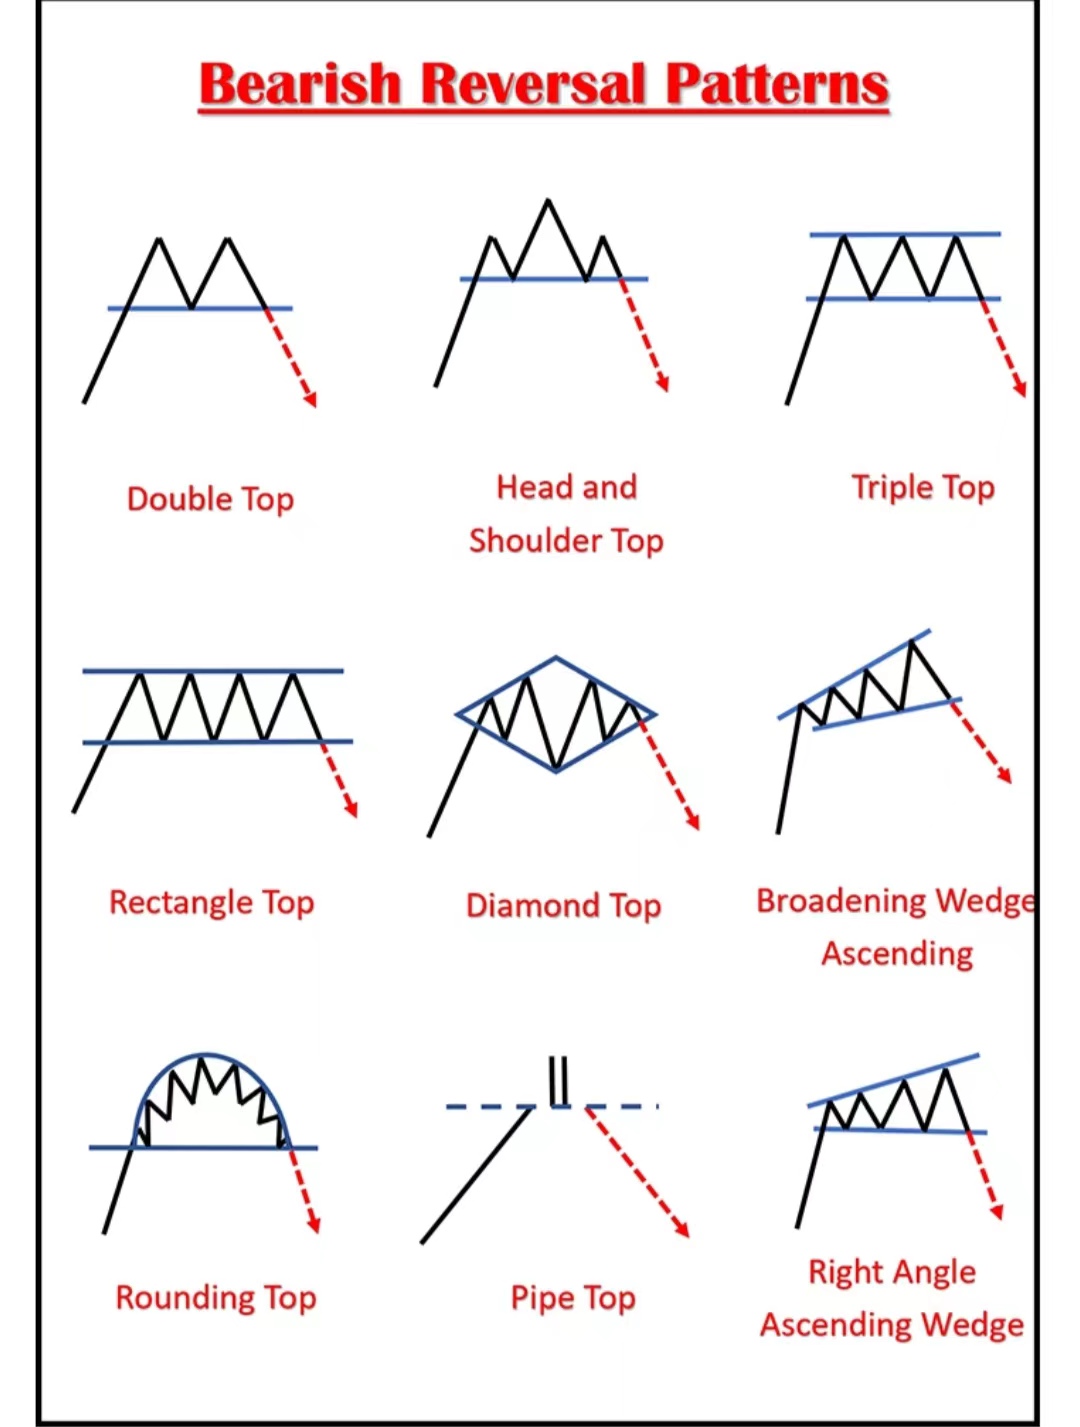 Bearish Reversal Patterns
Double Top
Head and
Shoulder Top
Triple Top
Rectangle Top
Diamond Top
Broadening Wedge
Ascending
Rounding Top
Pipe Top
Right Angle
Ascending Wedge